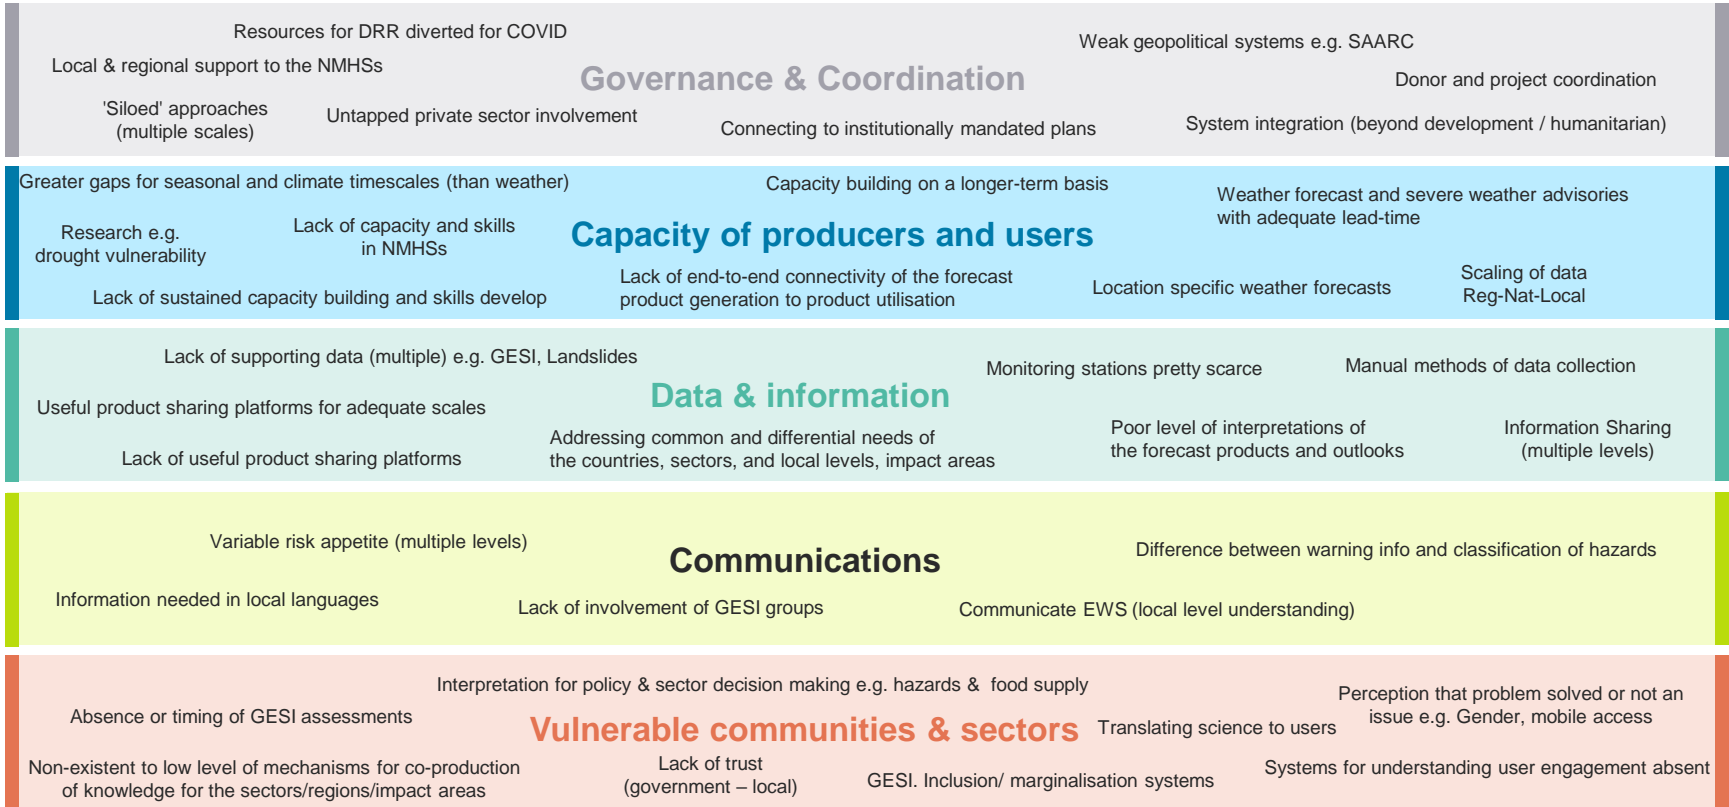 Resources for DRR diverted for COVID
Weak geopolitical systems e.g. SAARC
Local & regional support to the NMHSs
Governance & Coordination
Donor and project coordination
'Siloed' approaches
(multiple scales)
Untapped private sector involvement
Connecting to institutionally mandated plans
System integration (beyond development / humanitarian)
Greater gaps for seasonal and climate timescales (than weather)
Capacity building on a longer-term basis
Weather forecast and severe weather advisories
with adequate lead-time
Research e.g.
drought vulnerability
Lack of capacity and skills
in NMHSs
Capacity of producers and users
Lack of sustained capacity building and skills develop
Lack of end-to-end connectivity of the forecast
product generation to product utilisation
Location specific weather forecasts
Scaling of data
Reg-Nat-Local
Lack of supporting data (multiple) e.g. GESI, Landslides
Monitoring stations pretty scarce
Manual methods of data collection
Data & information
Useful product sharing platforms for adequate scales
Lack of useful product sharing platforms
Addressing common and differential needs of
the countries, sectors, and local levels, impact areas
Poor level of interpretations of
the forecast products and outlooks
Information Sharing
(multiple levels)
Variable risk appetite (multiple levels)
Communications
Difference between warning info and classification of hazards
Information needed in local languages
Lack of involvement of GESI groups
Communicate EWS (local level understanding)
Interpretation for policy & sector decision making e.g. hazards & food supply
Perception that problem solved or not an
issue e.g. Gender, mobile access
Absence or timing of GESI assessments
Vulnerable communities & sectors
Translating science to users
Non-existent to low level of mechanisms for co-production
of knowledge for the sectors/regions/impact areas
Lack of trust
(government – local)
GESI. Inclusion/ marginalisation systems
Systems for understanding user engagement absent